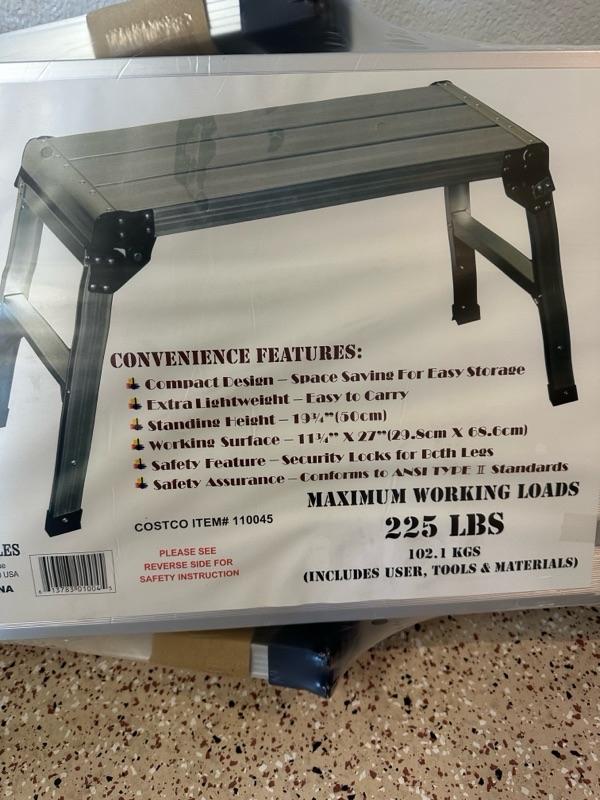 CONVENIENCE FEATURES:
Compact Design – Space Saving For Easy Storage
Extra Lightweight – Easy to Carry
Standing Height – 19¾"(50cm)
Working Surface – 11¾" X 27"(29.8cm X 68.6cm)
Safety Feature – Security Locks for Both Legs
Safety Assurance – Conforms to ANSI TYPE II Standards
MAXIMUM WORKING LOADS
225 LBS
102.1 KGS
(INCLUDES USER, TOOLS & MATERIALS)
COSTCO ITEM# 110045
PLEASE SEE
REVERSE SIDE FOR
SAFETY INSTRUCTION
LES
USA
NA